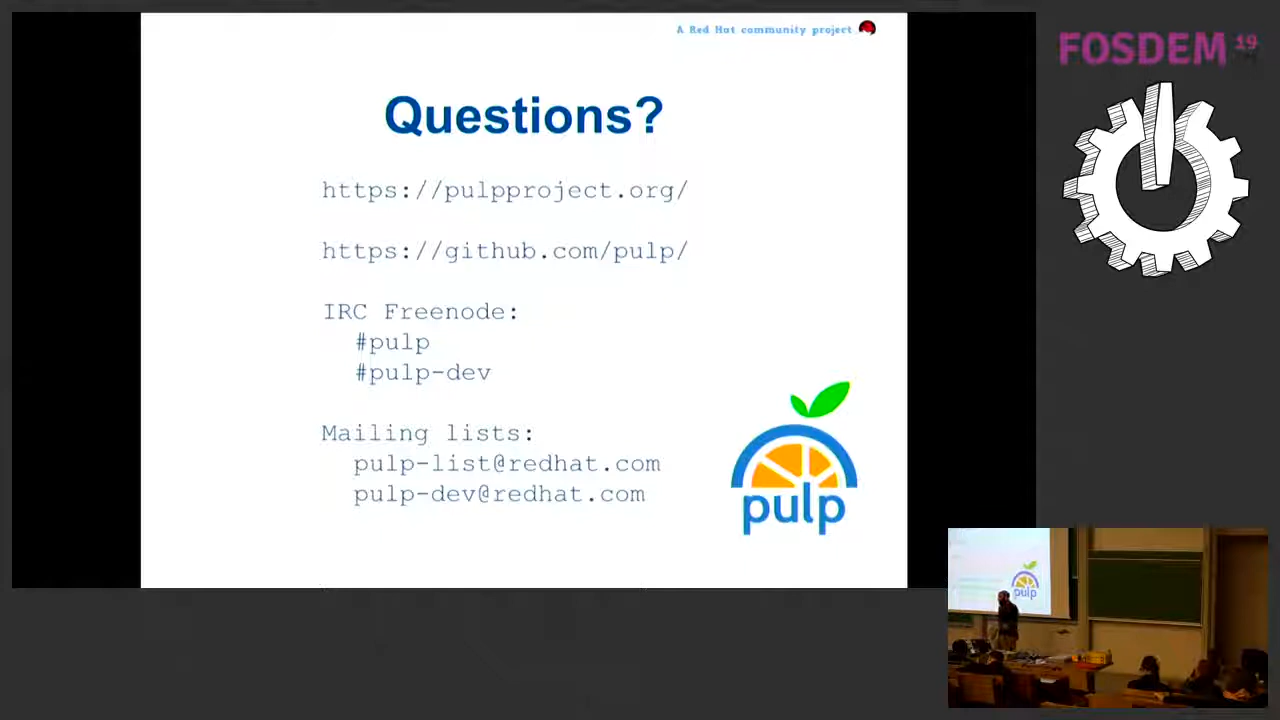 A Red Hat community project
FOSDEM 19
Questions?
https://pulpproject.org/
https://github.com/pulp/
IRC Freenode:
#pulp
#pulp-dev
Mailing lists:
pulp-list@redhat.com
pulp-dev@redhat.com
pulp
pulp